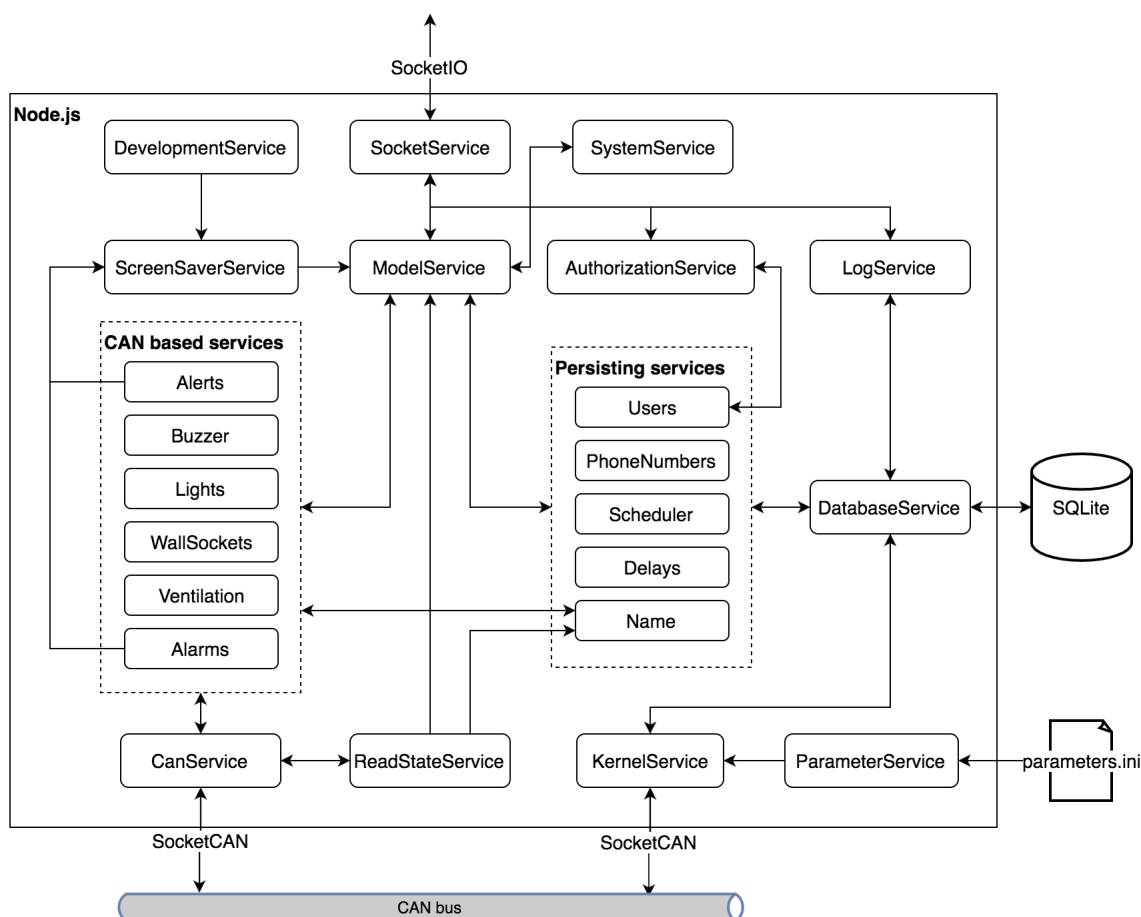 SocketIO
Node.js
DevelopmentService
SocketService
SystemService
ScreenSaverService
ModelService
AuthorizationService
LogService
CAN based services
Alerts
Buzzer
Lights
WallSockets
Ventilation
Alarms
Persisting services
Users
PhoneNumbers
Scheduler
Delays
Name
DatabaseService
SQLite
CanService
ReadStateService
KernelService
ParameterService
parameters.ini
SocketCAN
SocketCAN
CAN bus